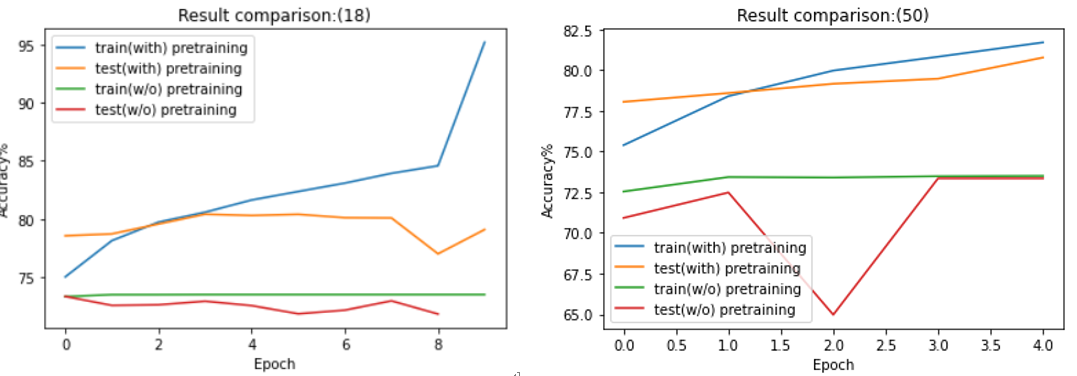 Result comparison:(18)
95
90
85
80
75
Accuracy%
train(with) pretraining
test(with) pretraining
train(w/o) pretraining
test(w/o) pretraining
0 2 4 6 8
Epoch
Result comparison:(50)
82.5
80.0
77.5
75.0
72.5
70.0
67.5
65.0
Accuracy%
train(with) pretraining
test(with) pretraining
train(w/o) pretraining
test(w/o) pretraining
0.0 0.5 1.0 1.5 2.0 2.5 3.0 3.5 4.0
Epoch